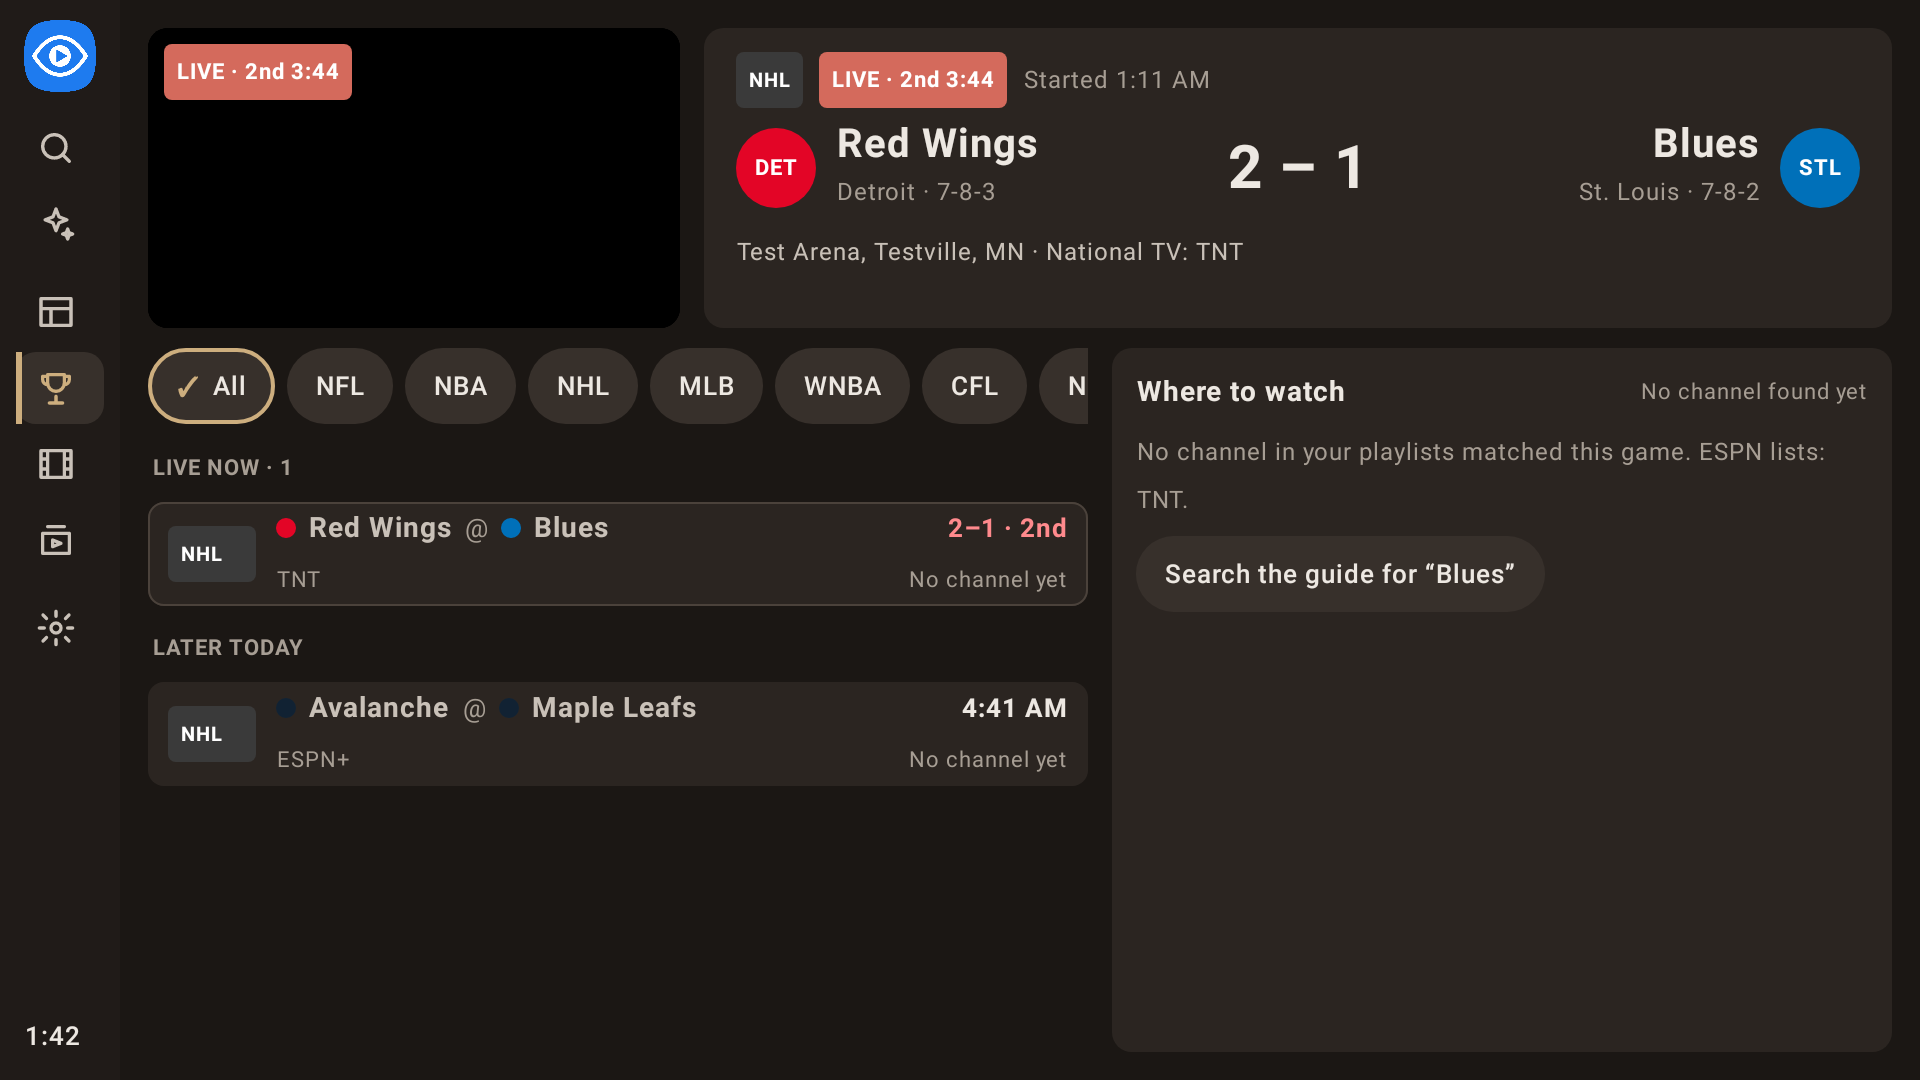 LIVE · 2nd 3:44
NHL
LIVE · 2nd 3:44
Started 1:11 AM
DET
Red Wings
Detroit · 7-8-3
2 – 1
Blues
St. Louis · 7-8-2
STL
Test Arena, Testville, MN · National TV: TNT
✓ All
NFL
NBA
NHL
MLB
WNBA
CFL
N
LIVE NOW · 1
NHL
Red Wings @ Blues
2–1 · 2nd
TNT
No channel yet
LATER TODAY
NHL
Avalanche @ Maple Leafs
4:41 AM
ESPN+
No channel yet
Where to watch
No channel found yet
No channel in your playlists matched this game. ESPN lists:
TNT.
Search the guide for “Blues”
1:42